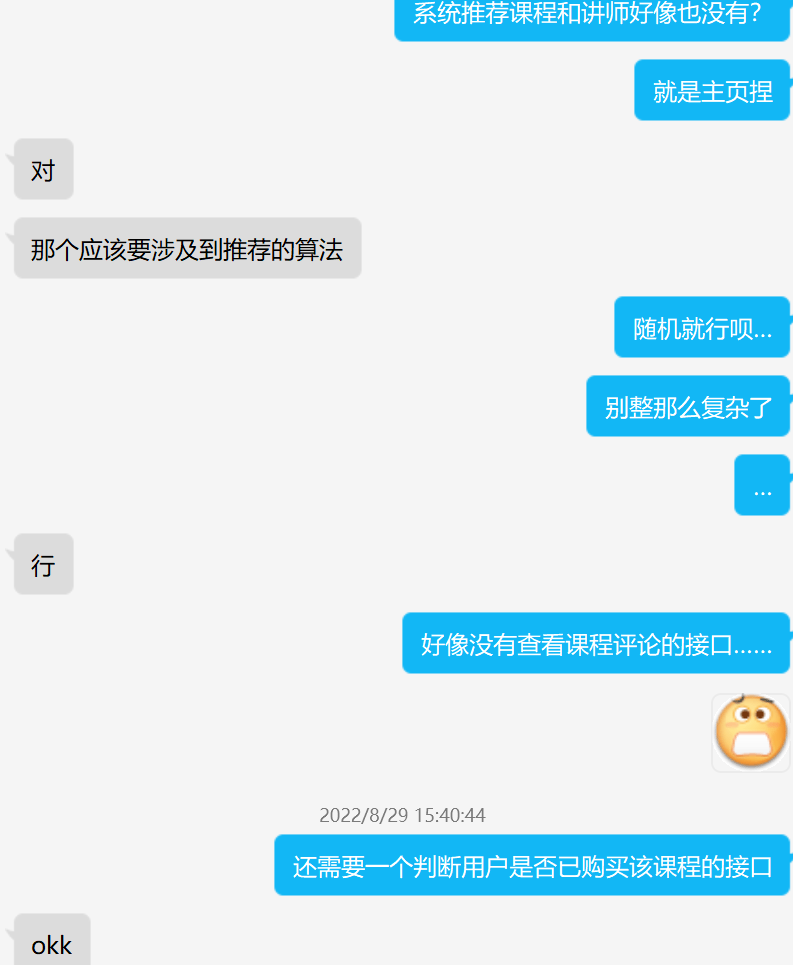 系统推荐课程和讲师好像也没有？
就是主页捏
对
那个应该要涉及到推荐的算法
随机就行呗...
别整那么复杂了
...
行
好像没有查看课程评论的接口......
2022/8/29 15:40:44
还需要一个判断用户是否已购买该课程的接口
okk